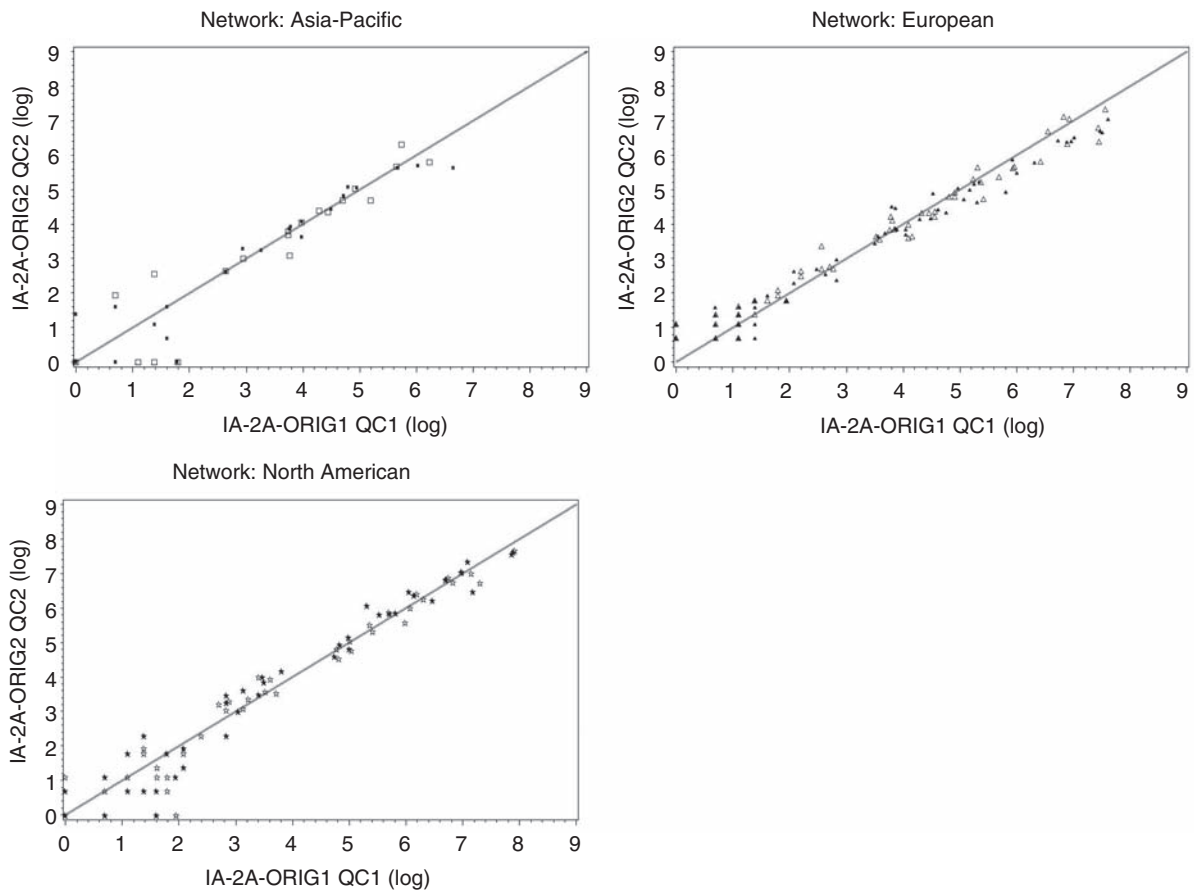 Network: Asia-Pacific
9
8
7
6
5
4
3
2
1
0
IA-2A-ORIG2 QC2 (log)
0 1 2 3 4 5 6 7 8 9
IA-2A-ORIG1 QC1 (log)
Network: European
9
8
7
6
5
4
3
2
1
0
IA-2A-ORIG2 QC2 (log)
0 1 2 3 4 5 6 7 8 9
IA-2A-ORIG1 QC1 (log)
Network: North American
9
8
7
6
5
4
3
2
1
0
IA-2A-ORIG2 QC2 (log)
0 1 2 3 4 5 6 7 8 9
IA-2A-ORIG1 QC1 (log)